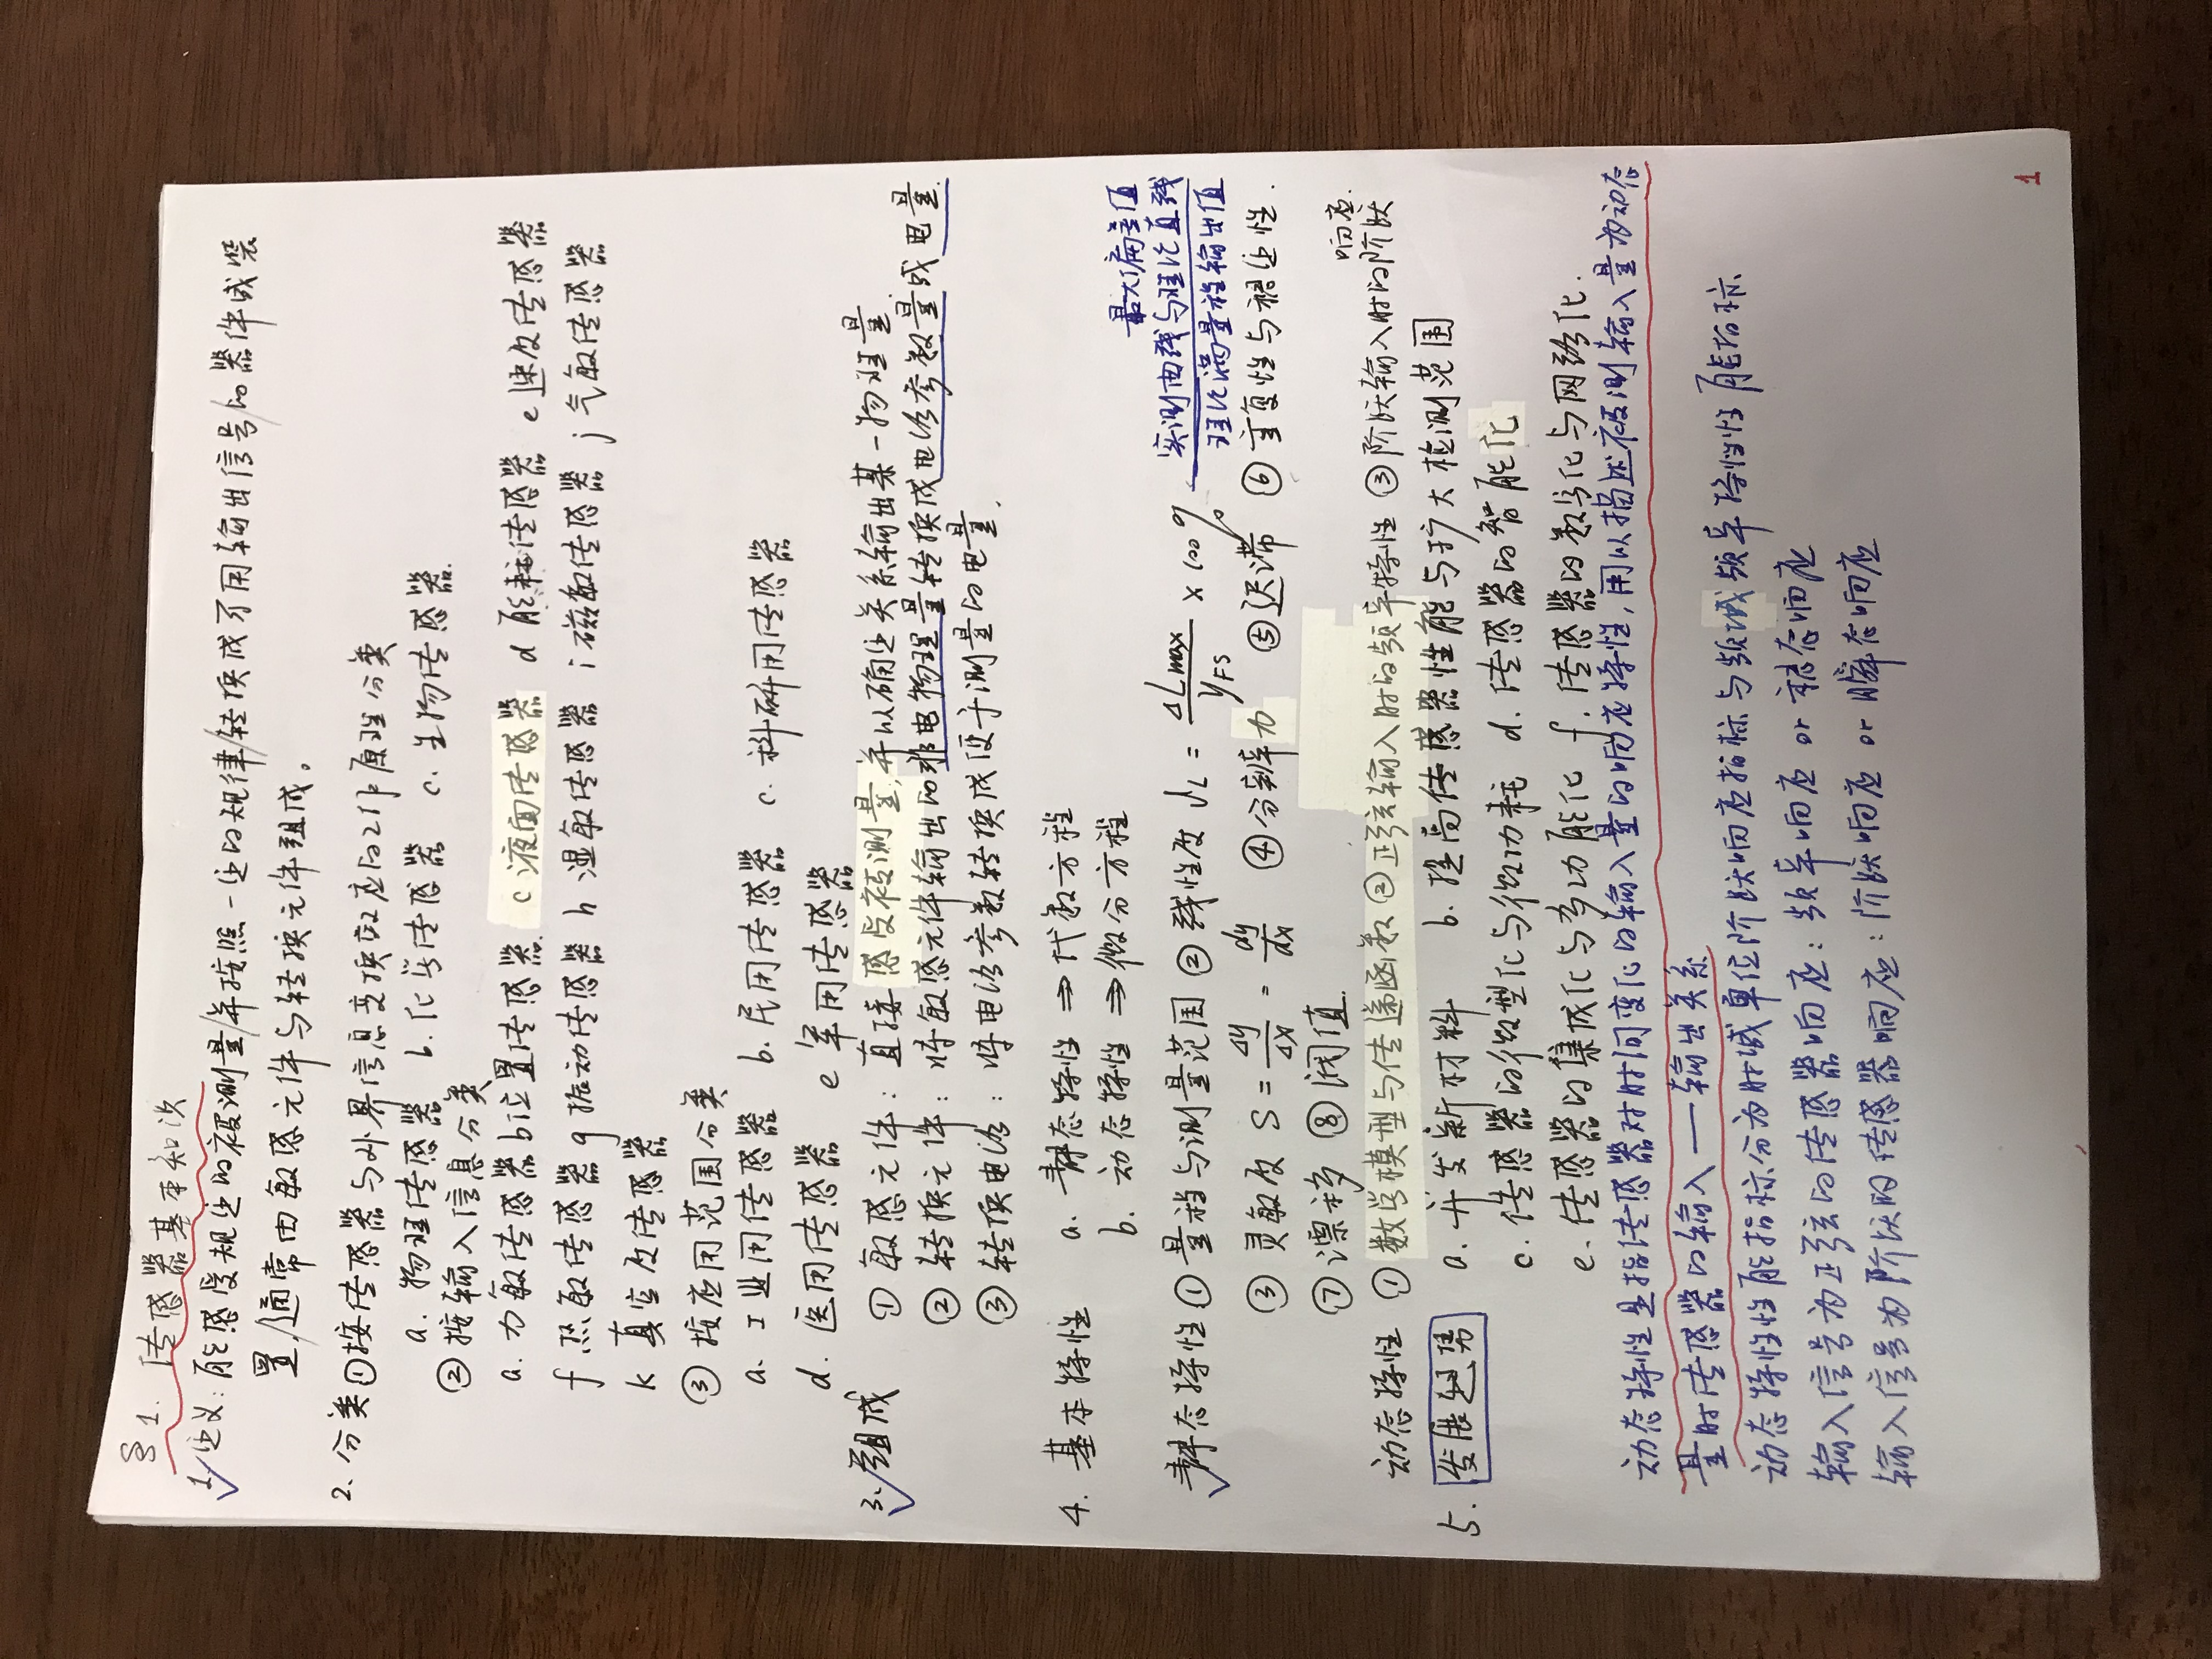 §1. 传感器基本知识
1. 定义：能感受规定的被测量/并按照一定的规律/转换成可用输出信号/的器件或装
置，/通常由敏感元件与转换元件组成。
2. 分类①按传感器与外界信息变换效应的工作原理分类
a. 物理传感器 b. 化学传感器 c. 生物传感器.
② 按输入信息分类
a. 力敏传感器 b位置传感器. c 液面传感器 d 能耗传感器 e 速度传感器
f 热敏传感器 g 振动传感器 h 湿敏传感器 i 磁敏传感器 j 气敏传感器
k 真空度传感器
③ 按应用范围分类
a. 工业用传感器 b. 民用传感器 c. 科研用传感器
d. 医用传感器 e 军用传感器
3. 组成 ① 敏感元件：直接感受被测量，并以确定关系输出某一物理量.
② 转换元件：将敏感元件输出的非电物理量转换成电路参数量或电量.
③ 转换电路：将电路参数转换成便于测量的电量.
4. 基本特性 a. 静态特性 ⇒ 代数方程
b. 动态特性 ⇒ 微分方程
最大偏差值
静态特性 ① 量程与测量范围 ② 线性度 δL = ΔLmax/yFS × 100% 实测曲线与理论直线/理论满量程输出值
③ 灵敏度 S = Δy/Δx = dy/dx ④分辨力 ⑤迟滞 ⑥ 重复性与稳定性.
⑦ 漂移 ⑧ 阈值.
响应.
动态特性 ① 数学模型与传递函数 ②正弦输入时的频率特性 ③ 阶跃输入时的阶跃
5. 发展趋势 a. 开发新材料 b. 提高传感器性能与扩大检测范围
c. 传感器的微型化与微功耗 d. 传感器的智能化
e. 传感器的集成化与多功能化 f. 传感器的数字化与网络化.
动态特性是指传感器对时间变化的输入量的响应特性，用以描述被测输入量为动态
量时传感器的输入—输出关系
动态特性性能指标分为时域单位阶跃响应指标与频域频率特性性能指标
输入信号为正弦的传感器响应：频率响应 or 稳态响应
输入信号为阶跃的传感器响应：阶跃响应 or 瞬态响应
1